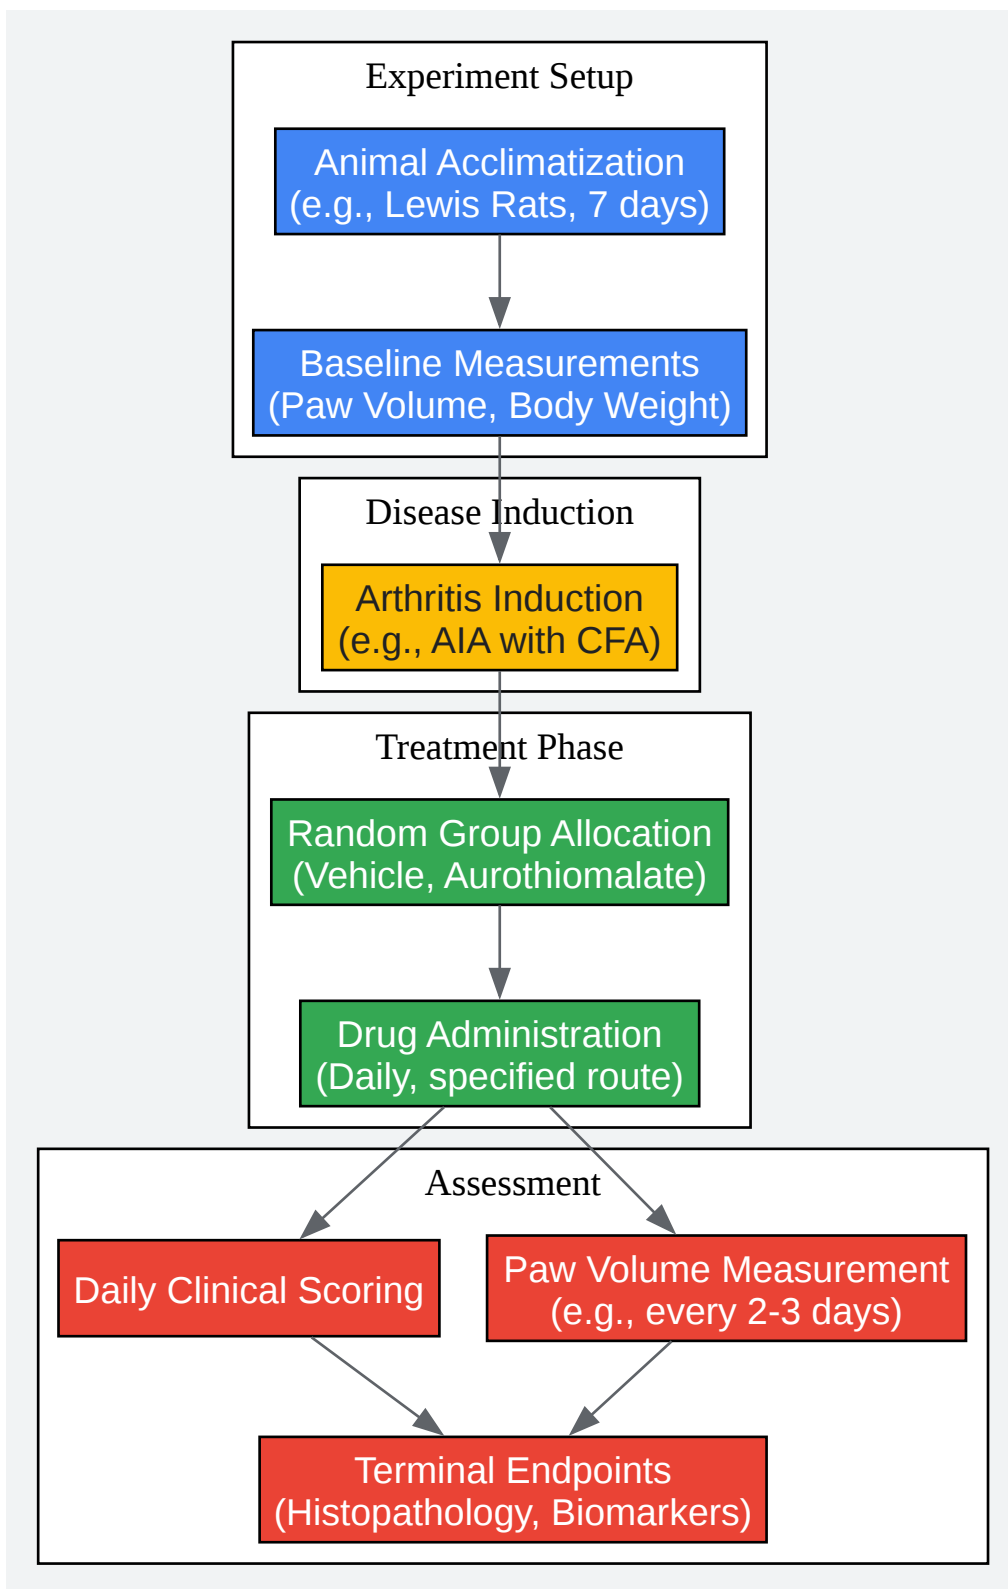 Experiment Setup
Animal Acclimatization
(e.g., Lewis Rats, 7 days)
Baseline Measurements
(Paw Volume, Body Weight)
Disease Induction
Arthritis Induction
(e.g., AIA with CFA)
Treatment Phase
Random Group Allocation
(Vehicle, Aurothiomalate)
Drug Administration
(Daily, specified route)
Assessment
Daily Clinical Scoring
Paw Volume Measurement
(e.g., every 2-3 days)
Terminal Endpoints
(Histopathology, Biomarkers)